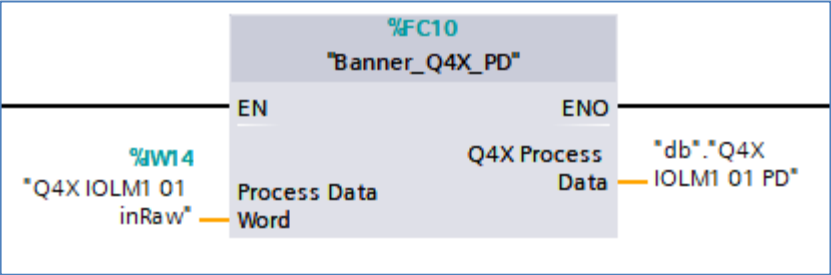 %FC10
"Banner_Q4X_PD"
EN
ENO
%IW14
"Q4X IOLM1 01
inRaw"
Process Data
Word
Q4X Process
Data
"db"."Q4X
IOLM1 01 PD"